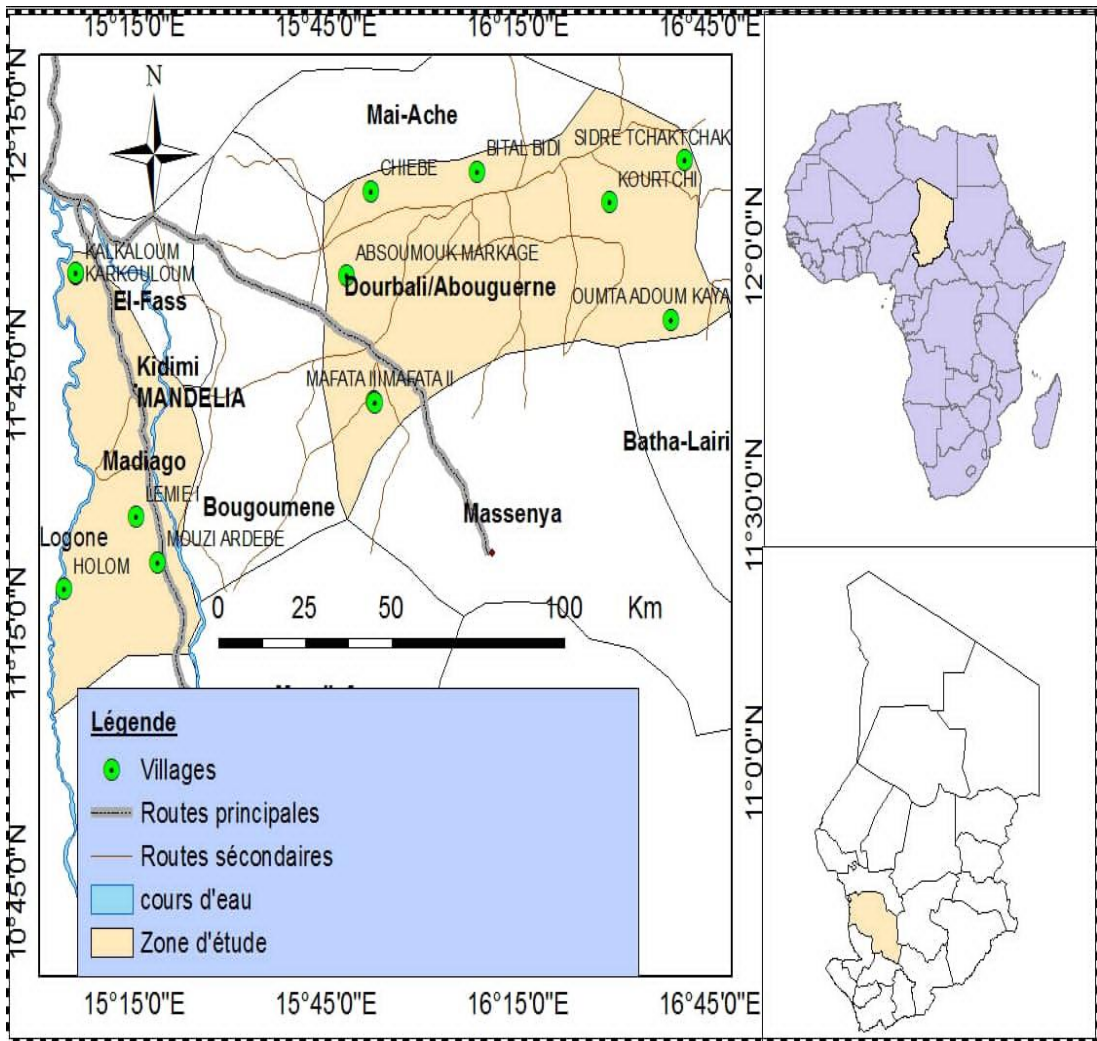 15°15'0"E 15°45'0"E 16°15'0"E 16°45'0"E
12°15'0"N
11°45'0"N
11°15'0"N
10°45'0"N
12°0'0"N
11°30'0"N
11°0'0"N
N
Mai-Ache
SIDRE TCHAKTCHAK
BITAL BIDI
CHIEBE
KOURTCHI
KALKALOUM
KARKOULOUM
ABSOUMOUK MARKAGE
El-Fass
Dourbali/Abouguerne
OUMTA ADOUM KAYA
Kidimi
MANDELIA
MAFATA II MAFATA II
Batha-Lairi
Madiago
LEMIE I
Bougoumene
Massenya
Logone
MOUZI ARDEBE
HOLOM
0 25 50 100 Km
Légende
Villages
Routes principales
Routes sécondaires
cours d'eau
Zone d'étude
15°15'0"E 15°45'0"E 16°15'0"E 16°45'0"E